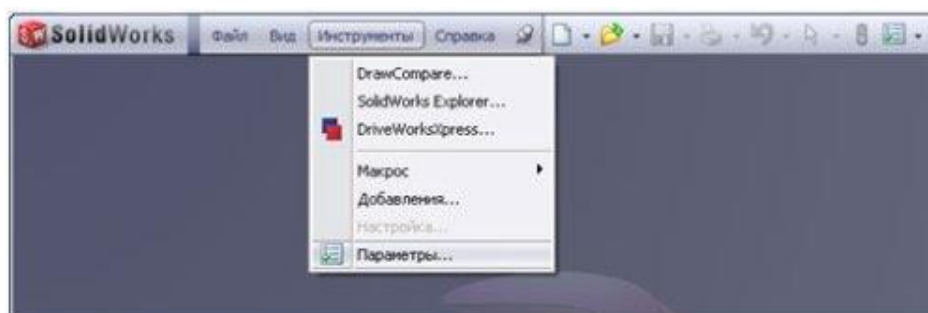 SolidWorks Файл Вид Инструменты Справка
DrawCompare...
SolidWorks Explorer...
DriveWorksXpress...
Макрос
Добавления...
Настройка...
Параметры...